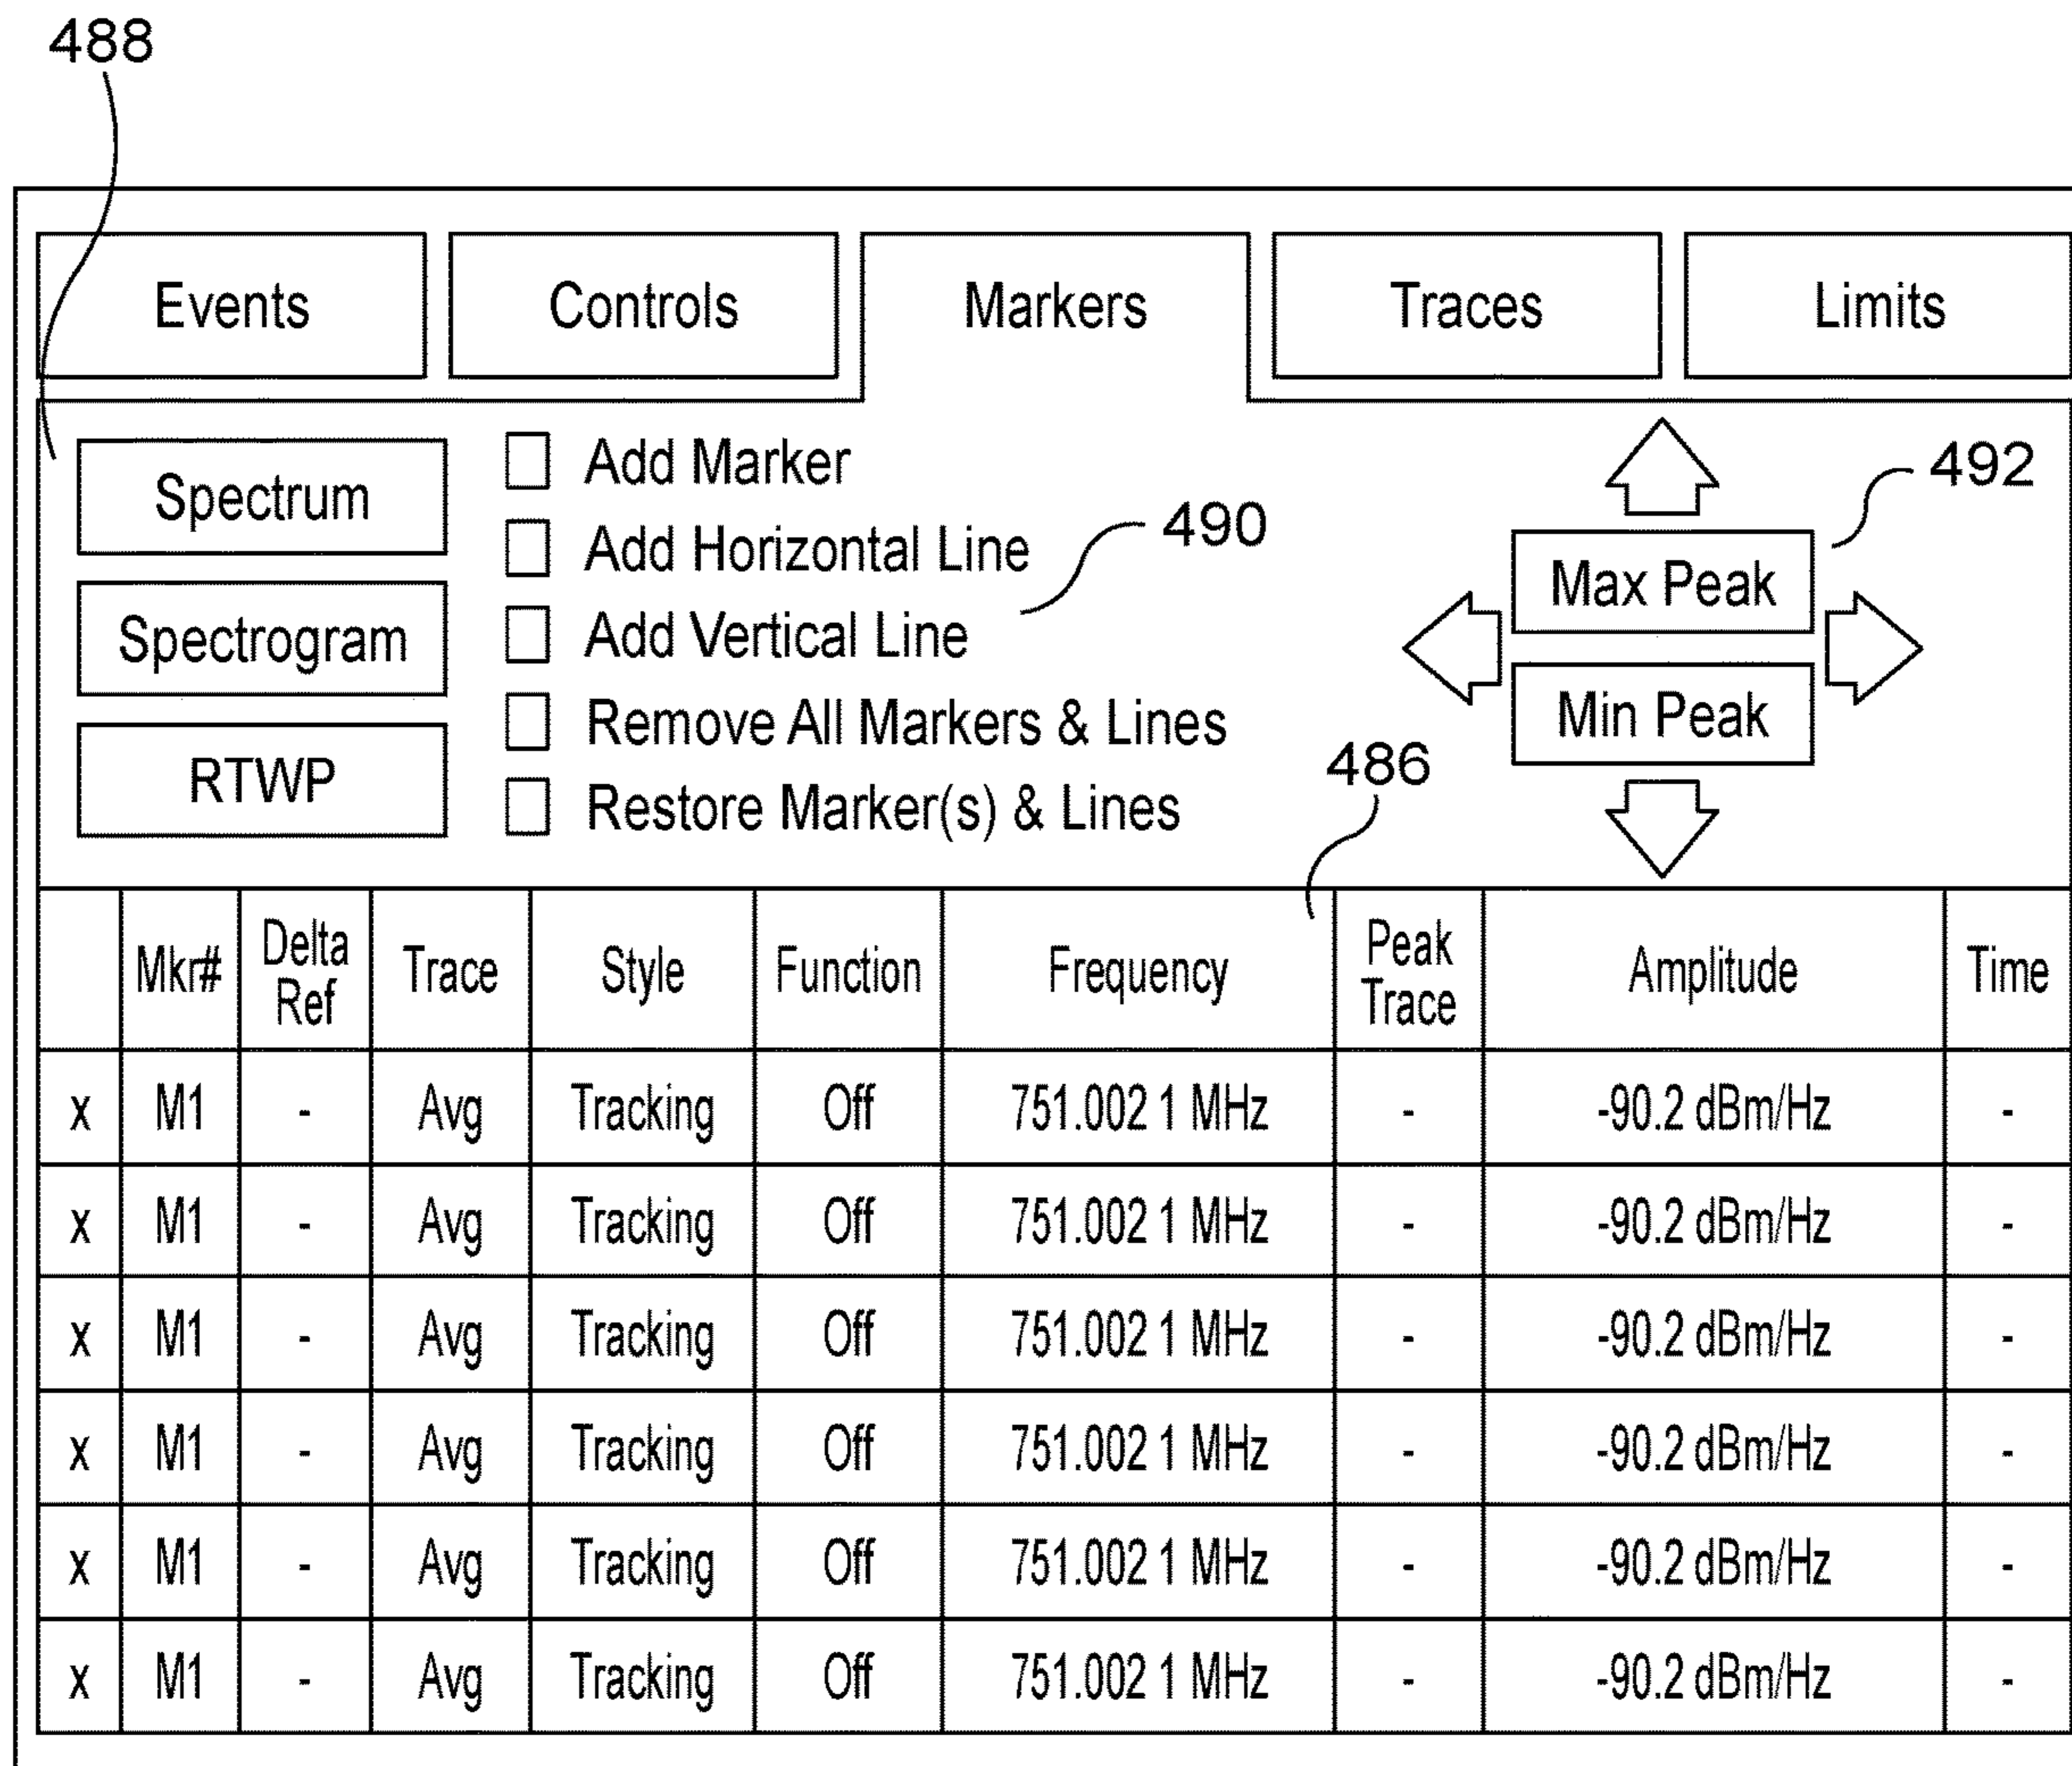 488
Events Controls Markers Traces Limits
Spectrum
Spectrogram
RTWP
Add Marker
Add Horizontal Line
Add Vertical Line
Remove All Markers & Lines
Restore Marker(s) & Lines
490
492
Max Peak
Min Peak
486
Mkr# Delta Ref Trace Style Function Frequency Peak Trace Amplitude Time
x M1 - Avg Tracking Off 751.002 1 MHz - -90.2 dBm/Hz -
x M1 - Avg Tracking Off 751.002 1 MHz - -90.2 dBm/Hz -
x M1 - Avg Tracking Off 751.002 1 MHz - -90.2 dBm/Hz -
x M1 - Avg Tracking Off 751.002 1 MHz - -90.2 dBm/Hz -
x M1 - Avg Tracking Off 751.002 1 MHz - -90.2 dBm/Hz -
x M1 - Avg Tracking Off 751.002 1 MHz - -90.2 dBm/Hz -